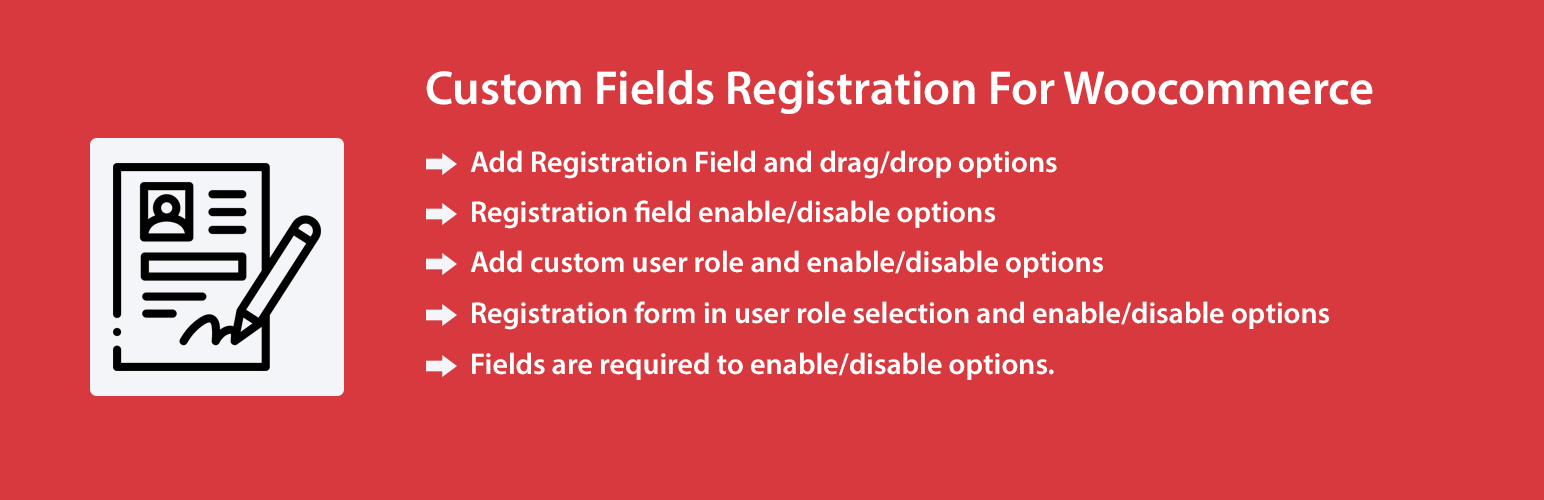 Custom Fields Registration For Woocommerce
Add Registration Field and drag/drop options
Registration field enable/disable options
Add custom user role and enable/disable options
Registration form in user role selection and enable/disable options
Fields are required to enable/disable options.